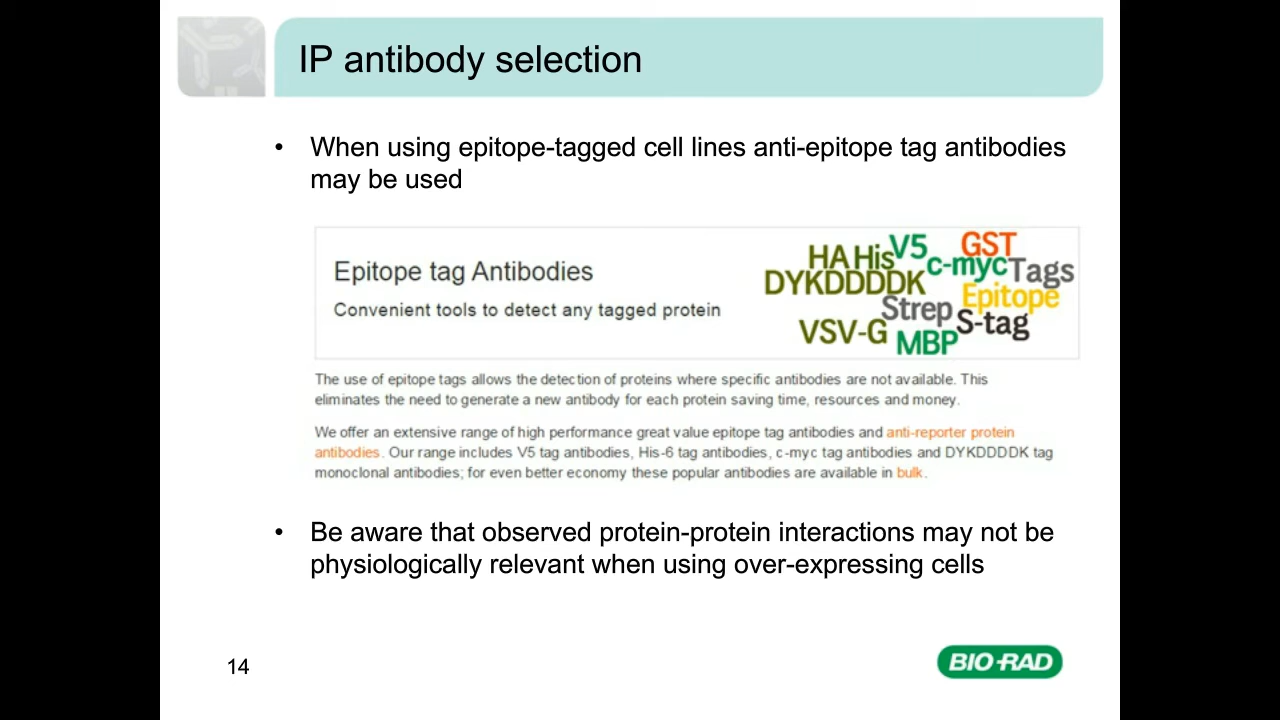 IP antibody selection
• When using epitope-tagged cell lines anti-epitope tag antibodies
may be used
Epitope tag Antibodies
Convenient tools to detect any tagged protein
HA His V5 GST
DYKDDDDK c-myc Tags
Strep Epitope
VSV-G MBP S-tag
The use of epitope tags allows the detection of proteins where specific antibodies are not available. This
eliminates the need to generate a new antibody for each protein saving time, resources and money.
We offer an extensive range of high performance great value epitope tag antibodies and anti-reporter protein
antibodies. Our range includes V5 tag antibodies, His-6 tag antibodies, c-myc tag antibodies and DYKDDDDK tag
monoclonal antibodies; for even better economy these popular antibodies are available in bulk.
• Be aware that observed protein-protein interactions may not be
physiologically relevant when using over-expressing cells
14
BIO-RAD